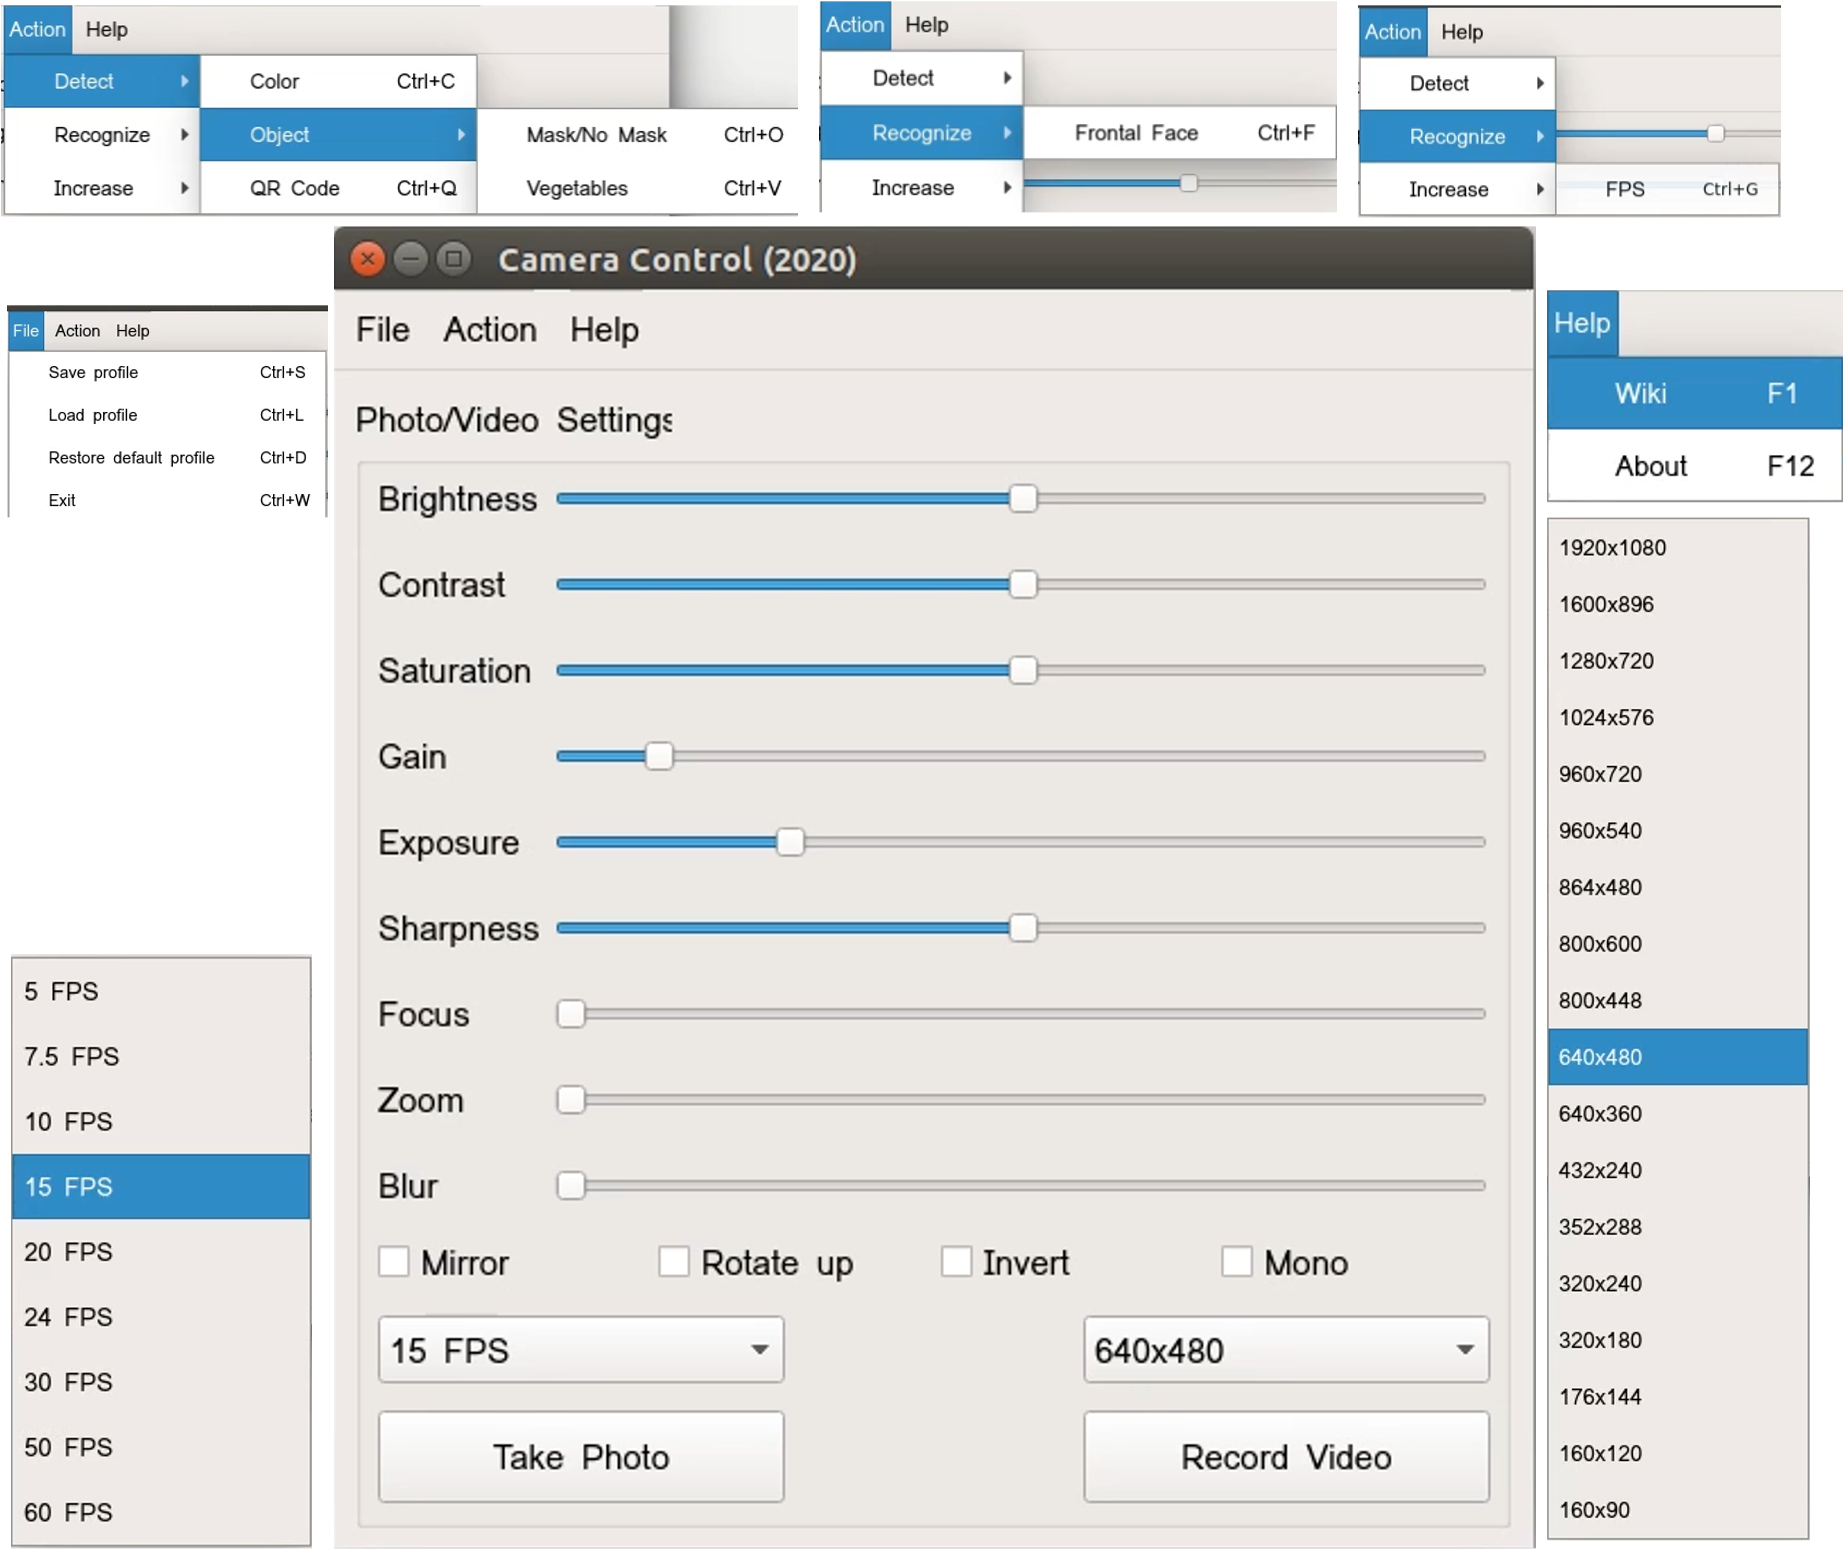 Action Help
Detect
Recognize
Increase
Color Ctrl+C
Object
QR Code Ctrl+Q
Mask/No Mask Ctrl+O
Vegetables Ctrl+V
Action Help
Detect
Recognize
Increase
Frontal Face Ctrl+F
Action Help
Detect
Recognize
Increase
FPS Ctrl+G
File Action Help
Save profile Ctrl+S
Load profile Ctrl+L
Restore default profile Ctrl+D
Exit Ctrl+W
Camera Control (2020)
File Action Help
Photo/Video Settings
Brightness
Contrast
Saturation
Gain
Exposure
Sharpness
Focus
Zoom
Blur
Mirror Rotate up Invert Mono
15 FPS 640x480
Take Photo Record Video
Help
Wiki F1
About F12
5 FPS
7.5 FPS
10 FPS
15 FPS
20 FPS
24 FPS
30 FPS
50 FPS
60 FPS
1920x1080
1600x896
1280x720
1024x576
960x720
960x540
864x480
800x600
800x448
640x480
640x360
432x240
352x288
320x240
320x180
176x144
160x120
160x90